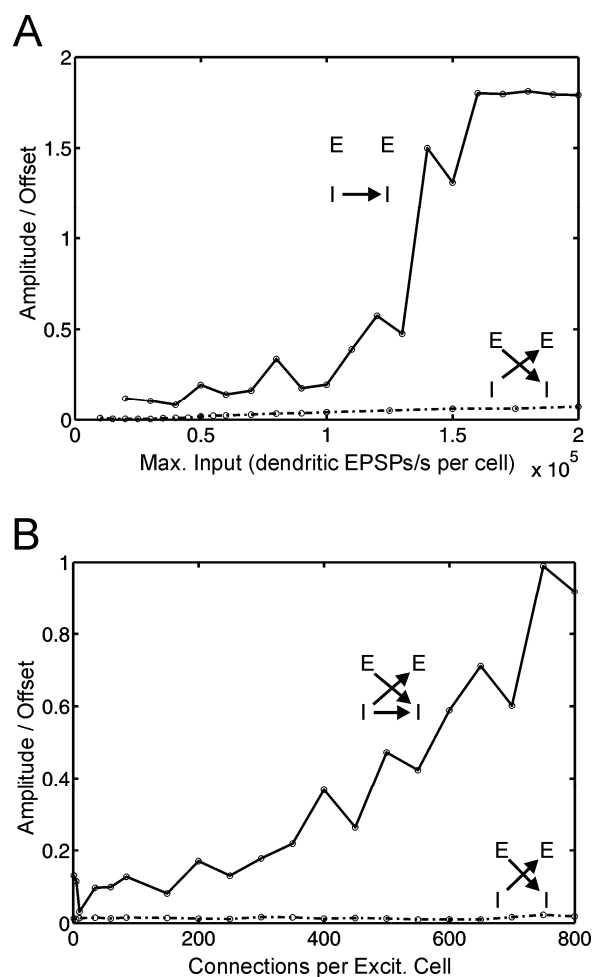 A
2
1.5
1
0.5
0
Amplitude / Offset
E E
I I
E E
I I
0 0.5 1 1.5 2
Max. Input (dendritic EPSPs/s per cell) x 10^5
B
1
0.8
0.6
0.4
0.2
0
Amplitude / Offset
E E
I I
E E
I I
0 200 400 600 800
Connections per Excit. Cell